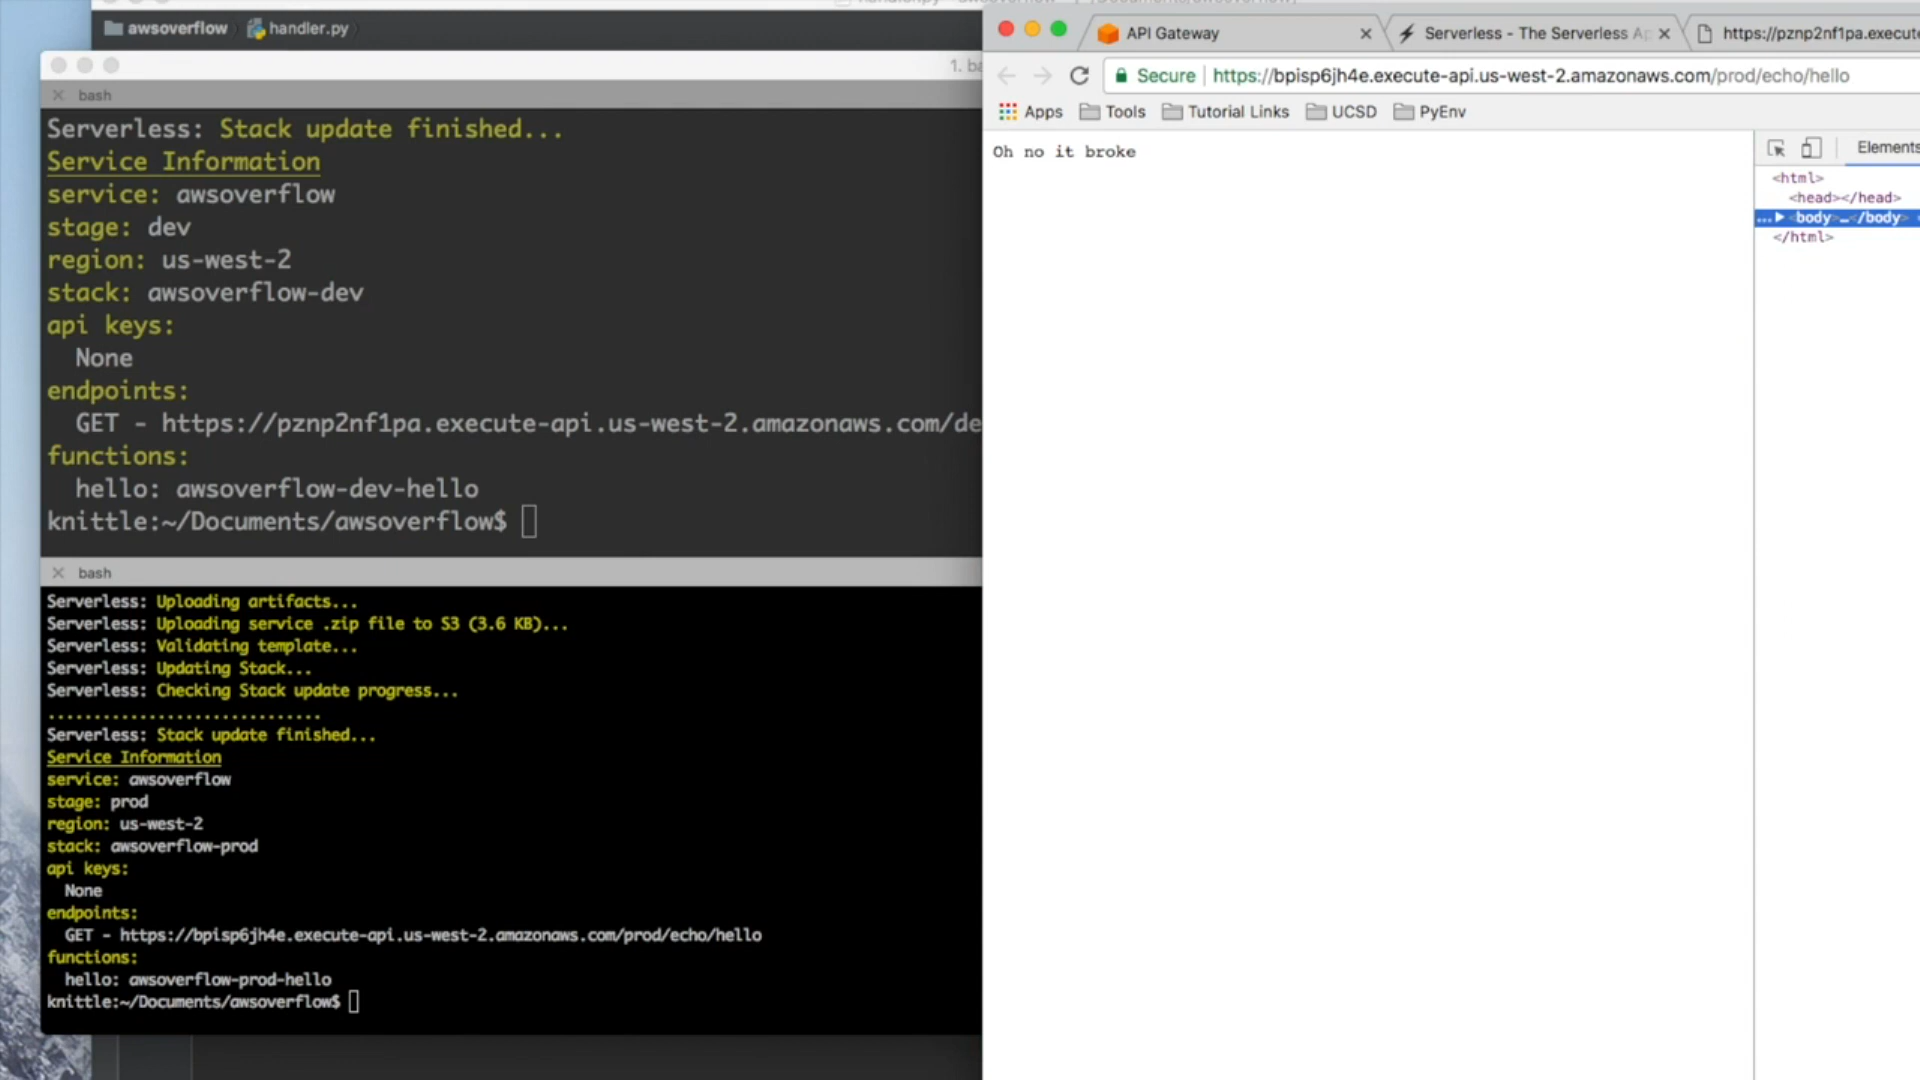 awsoverflow
handler.py
bash
Serverless: Stack update finished...
Service Information
service: awsoverflow
stage: dev
region: us-west-2
stack: awsoverflow-dev
api keys:
None
endpoints:
GET - https://pznp2nf1pa.execute-api.us-west-2.amazonaws.com/de
functions:
hello: awsoverflow-dev-hello
knittle:~/Documents/awsoverflow$
bash
Serverless: Uploading artifacts...
Serverless: Uploading service .zip file to S3 (3.6 KB)...
Serverless: Validating template...
Serverless: Updating Stack...
Serverless: Checking Stack update progress...
..............................
Serverless: Stack update finished...
Service Information
service: awsoverflow
stage: prod
region: us-west-2
stack: awsoverflow-prod
api keys:
None
endpoints:
GET - https://bpisp6jh4e.execute-api.us-west-2.amazonaws.com/prod/echo/hello
functions:
hello: awsoverflow-prod-hello
knittle:~/Documents/awsoverflow$
API Gateway
Serverless - The Serverless Ap
https://pznp2nf1pa.execute
Secure https://bpisp6jh4e.execute-api.us-west-2.amazonaws.com/prod/echo/hello
Apps Tools Tutorial Links UCSD PyEnv
Oh no it broke
Elements
<html>
<head></head>
... <body>…</body>
</html>